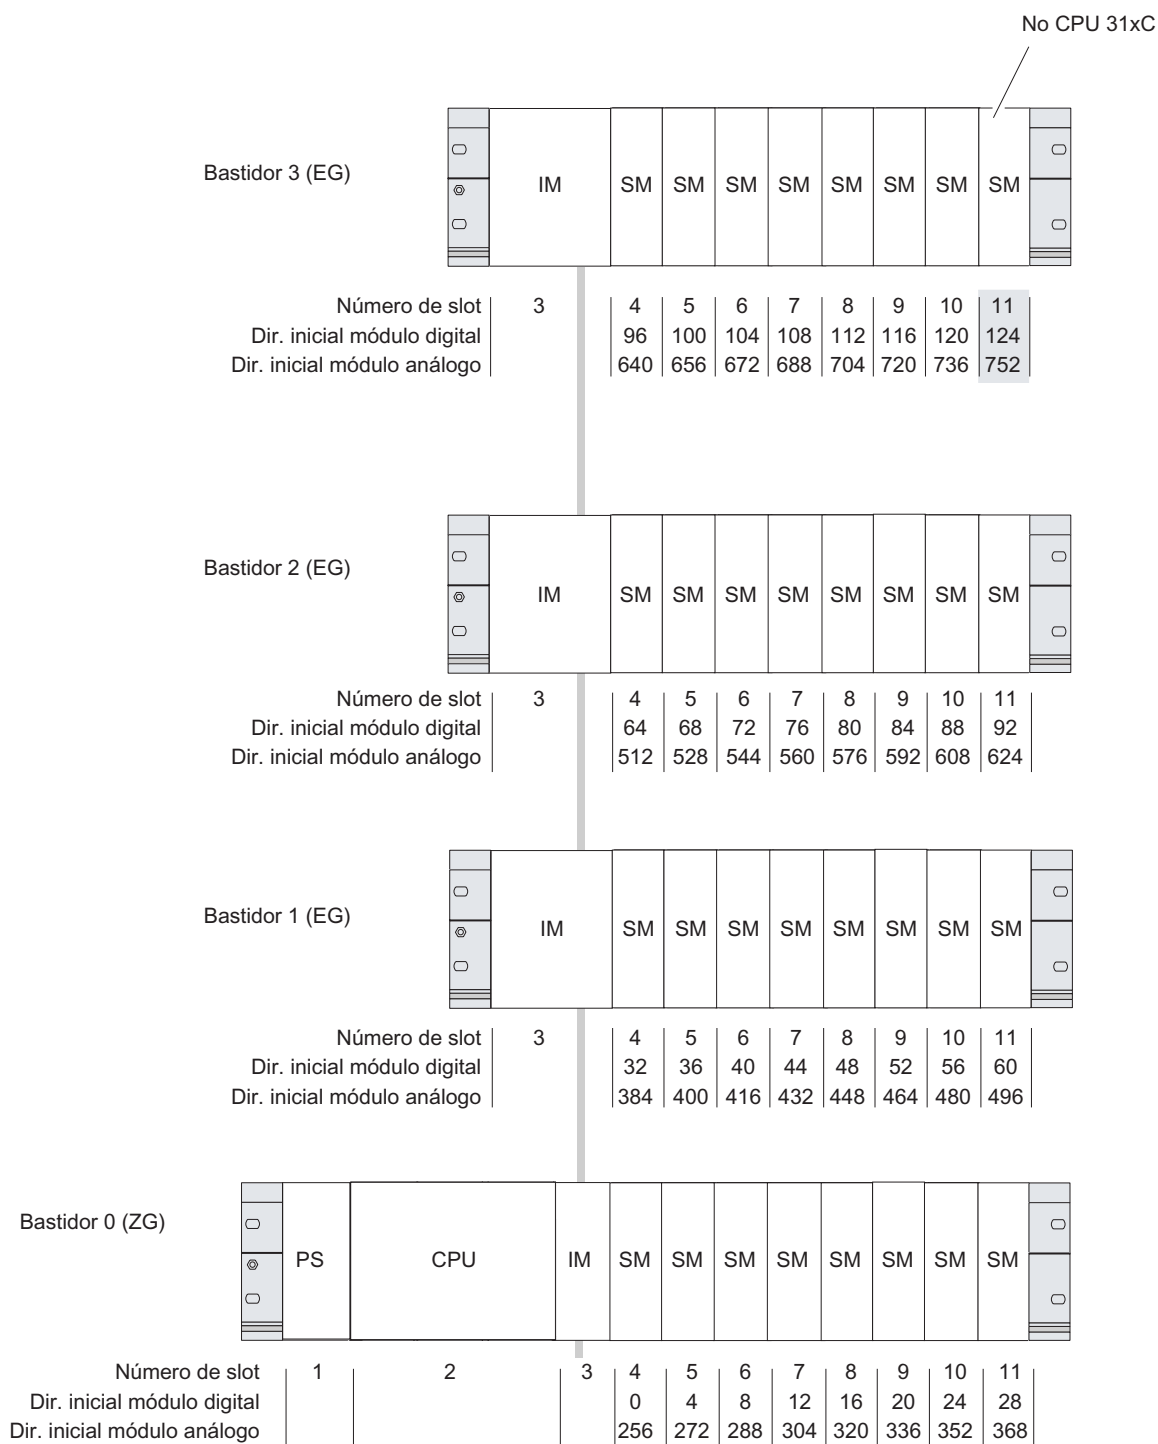 No CPU 31xC
Bastidor 3 (EG)
IM SM SM SM SM SM SM SM SM
Número de slot 3 4 5 6 7 8 9 10 11
Dir. inicial módulo digital 96 100 104 108 112 116 120 124
Dir. inicial módulo análogo 640 656 672 688 704 720 736 752
Bastidor 2 (EG)
IM SM SM SM SM SM SM SM SM
Número de slot 3 4 5 6 7 8 9 10 11
Dir. inicial módulo digital 64 68 72 76 80 84 88 92
Dir. inicial módulo análogo 512 528 544 560 576 592 608 624
Bastidor 1 (EG)
IM SM SM SM SM SM SM SM SM
Número de slot 3 4 5 6 7 8 9 10 11
Dir. inicial módulo digital 32 36 40 44 48 52 56 60
Dir. inicial módulo análogo 384 400 416 432 448 464 480 496
Bastidor 0 (ZG)
PS CPU IM SM SM SM SM SM SM SM SM
Número de slot 1 2 3 4 5 6 7 8 9 10 11
Dir. inicial módulo digital 0 4 8 12 16 20 24 28
Dir. inicial módulo análogo 256 272 288 304 320 336 352 368